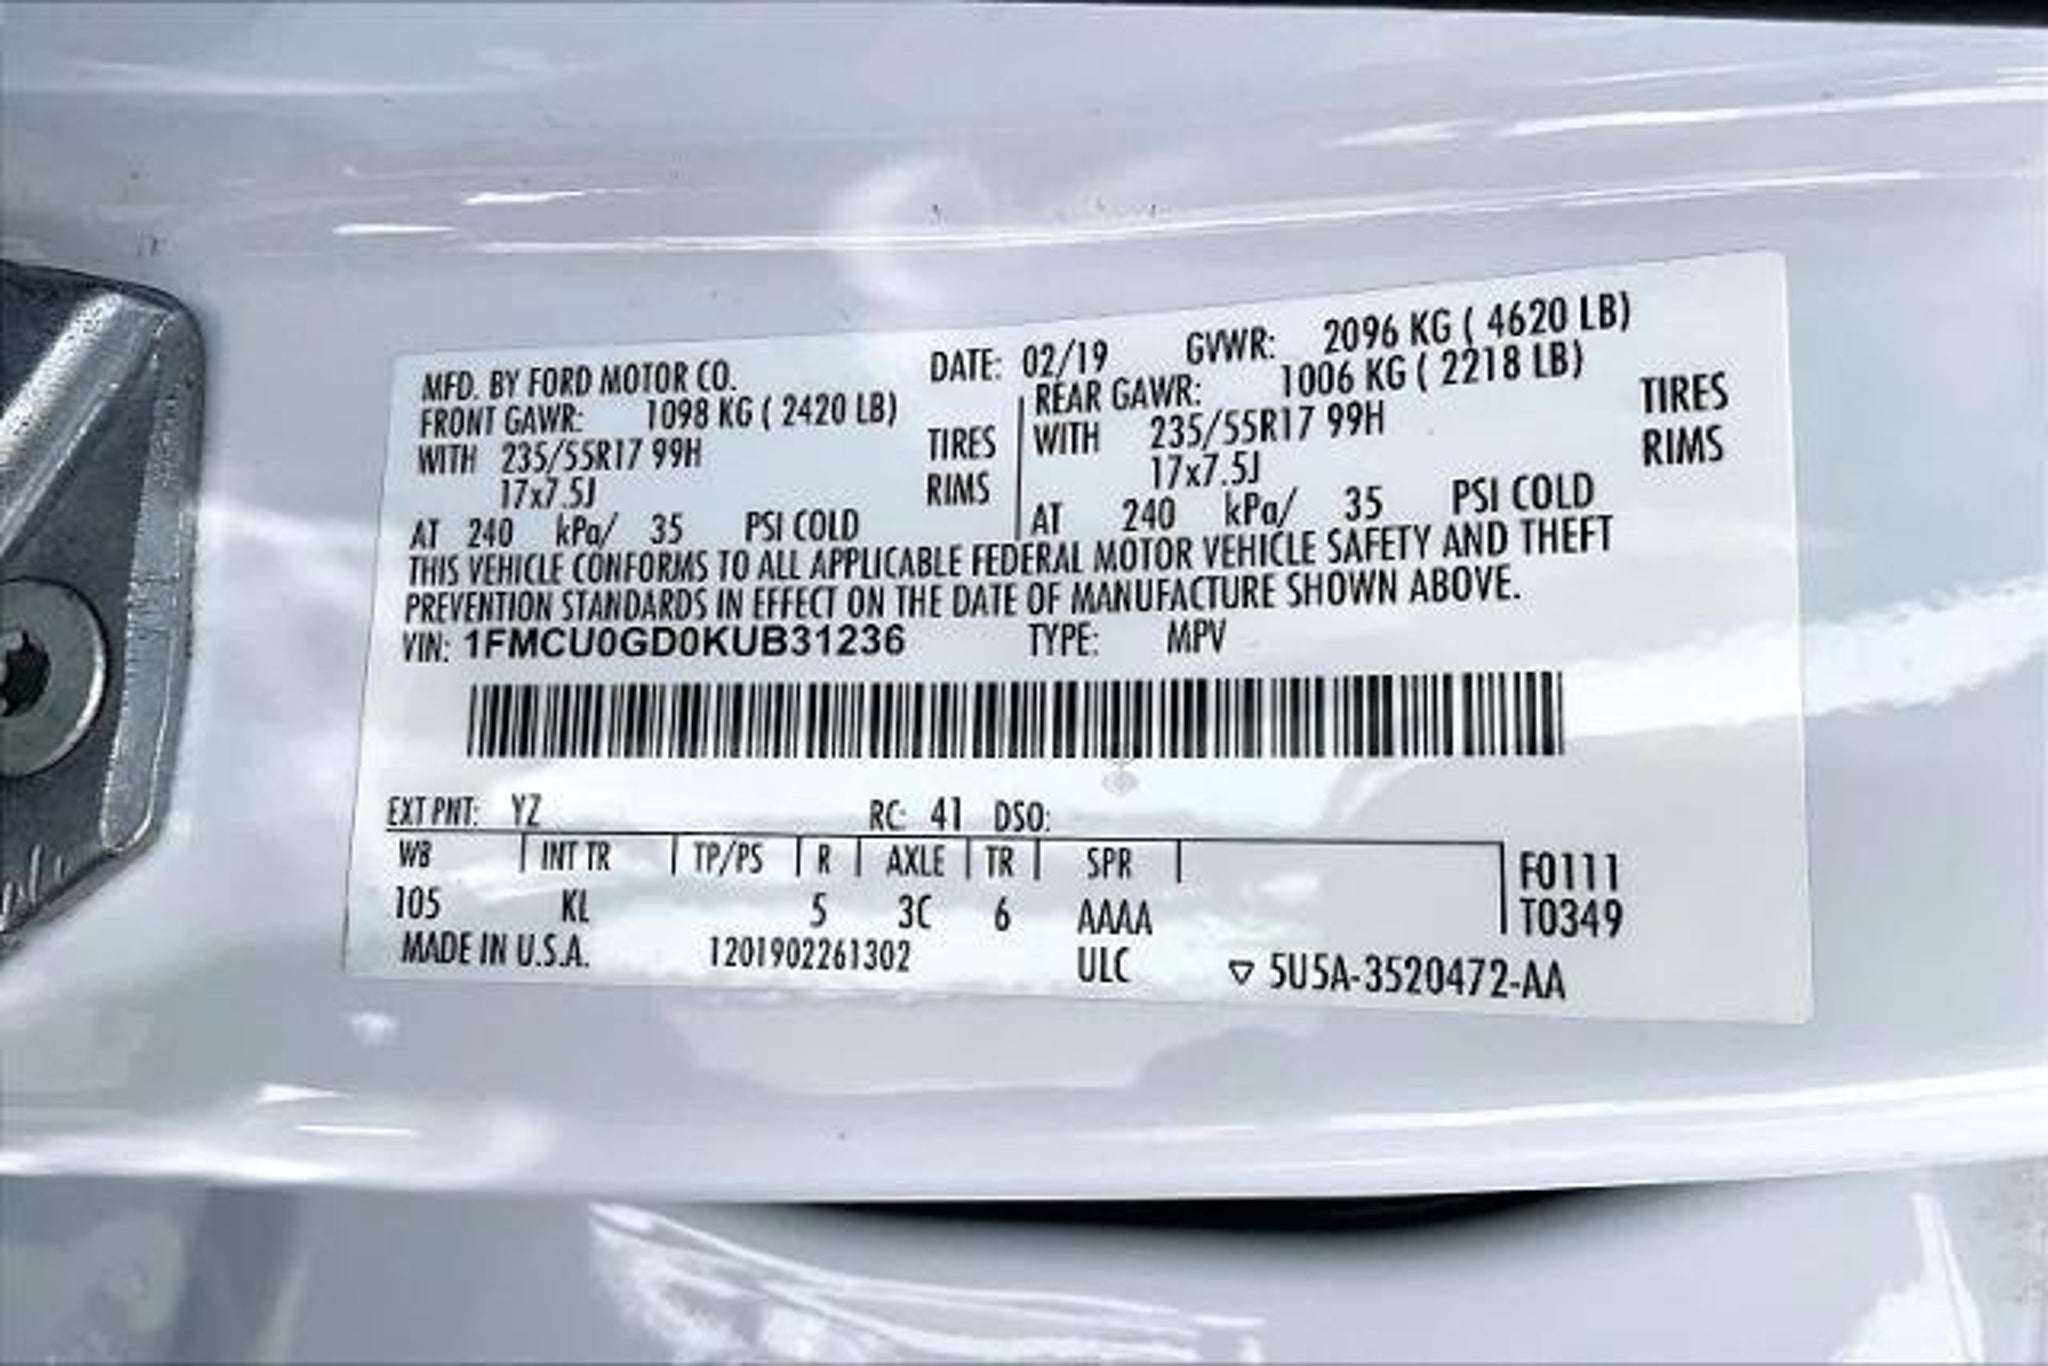 MFD. BY FORD MOTOR CO. DATE: 02/19 GVWR: 2096 KG ( 4620 LB)
FRONT GAWR: 1098 KG ( 2420 LB) REAR GAWR: 1006 KG ( 2218 LB)
WITH 235/55R17 99H TIRES WITH 235/55R17 99H TIRES
17x7.5J RIMS 17x7.5J RIMS
AT 240 kPa/ 35 PSI COLD AT 240 kPa/ 35 PSI COLD
THIS VEHICLE CONFORMS TO ALL APPLICABLE FEDERAL MOTOR VEHICLE SAFETY AND THEFT
PREVENTION STANDARDS IN EFFECT ON THE DATE OF MANUFACTURE SHOWN ABOVE.
VIN: 1FMCU0GD0KUB31236 TYPE: MPV
EXT PNT: YZ RC: 41 DSO:
WB INT TR TP/PS R AXLE TR SPR F0111
105 KL 5 3C 6 AAAA T0349
MADE IN U.S.A. 1201902261302 ULC ▽ 5U5A-3520472-AA